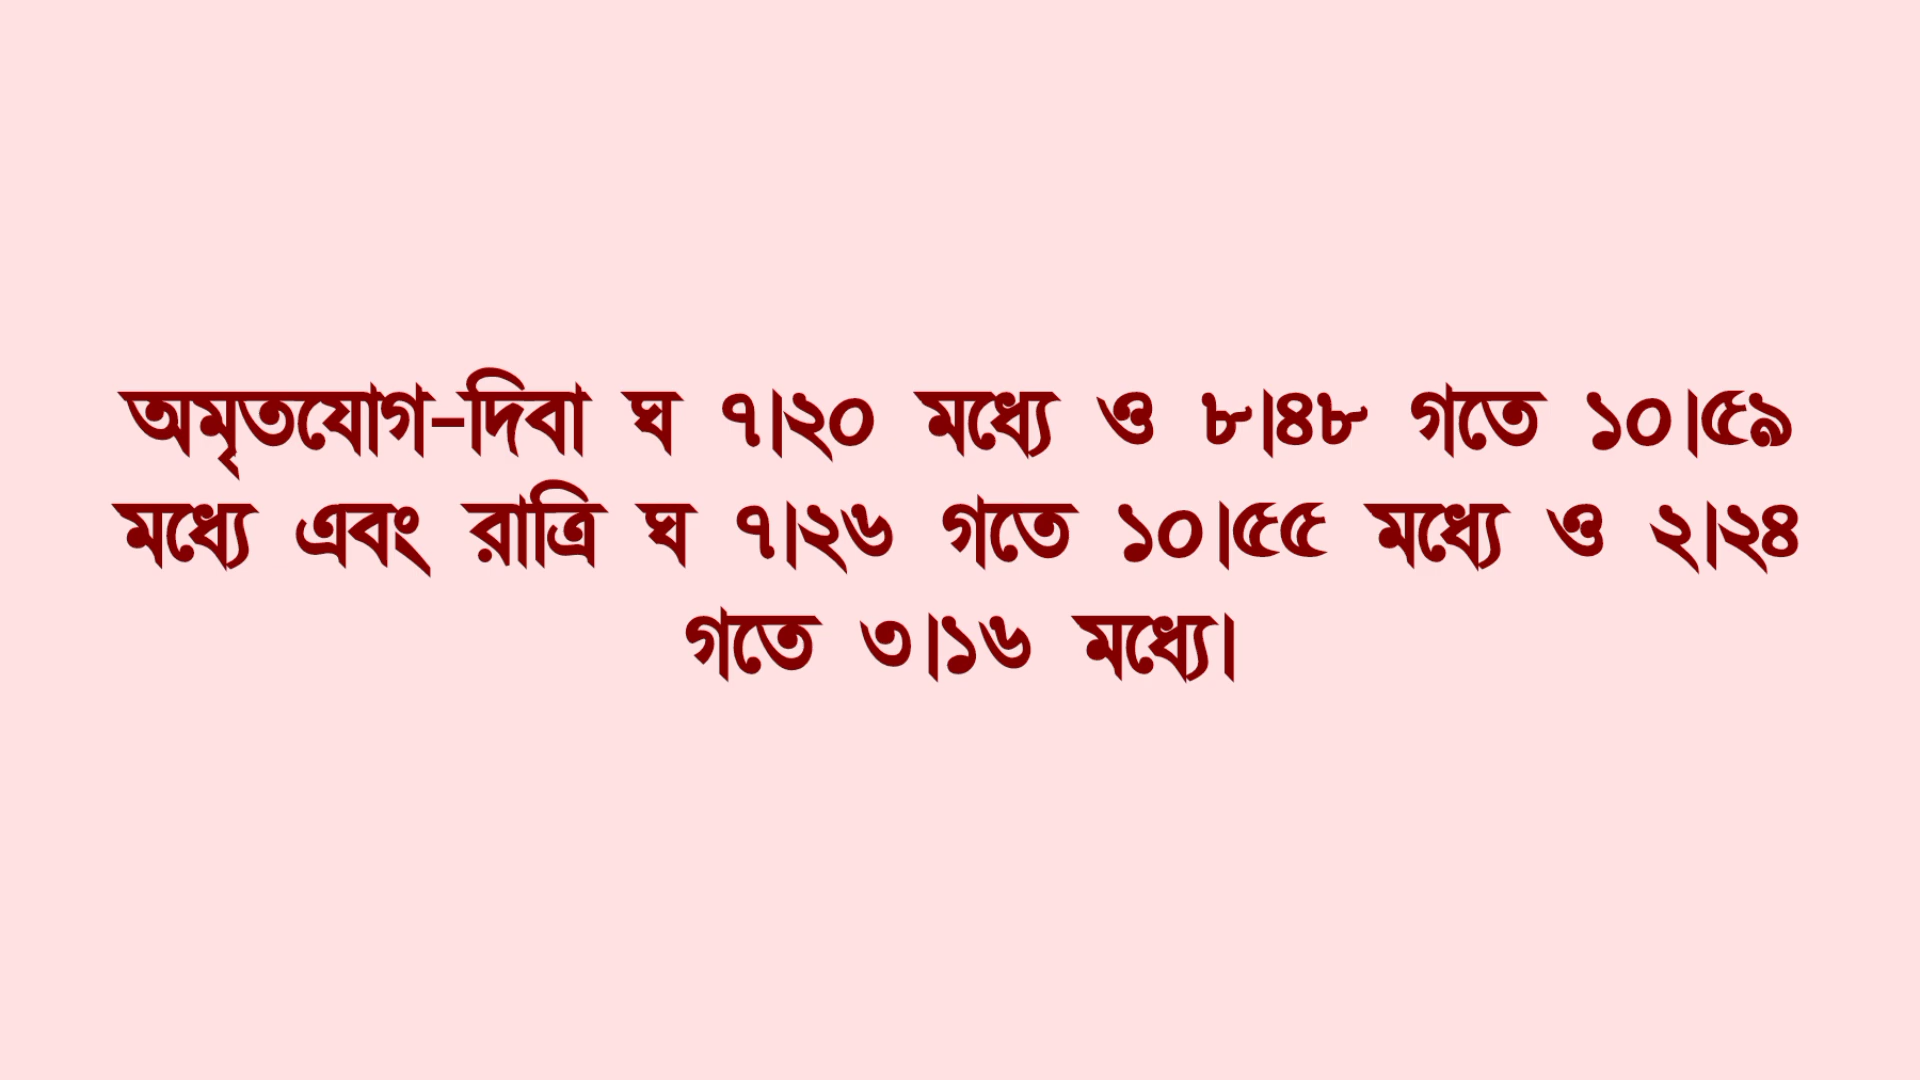 অমৃতযোগ-দিবা ঘ ৭।২০ মধ্যে ও ৮।৪৮ গতে ১০।৫৯
মধ্যে এবং রাত্রি ঘ ৭।২৬ গতে ১০।৫৫ মধ্যে ও ২।২৪
গতে ৩।১৬ মধ্যে।